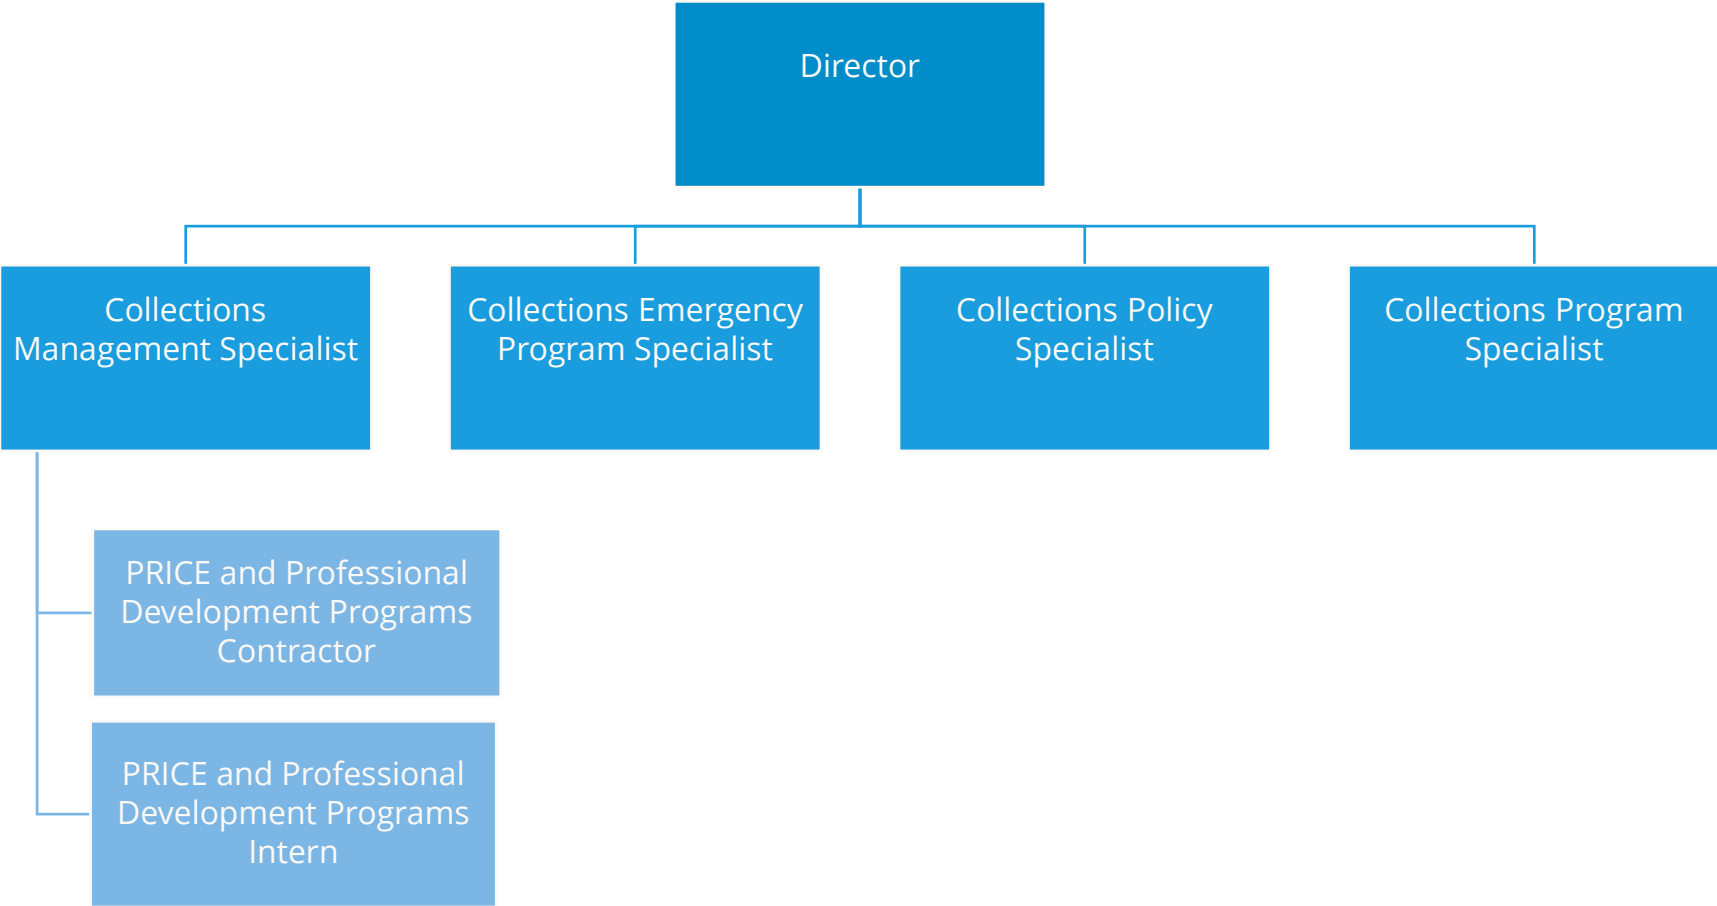 Director
Collections
Management Specialist
Collections Emergency
Program Specialist
Collections Policy
Specialist
Collections Program
Specialist
PRICE and Professional
Development Programs
Contractor
PRICE and Professional
Development Programs
Intern